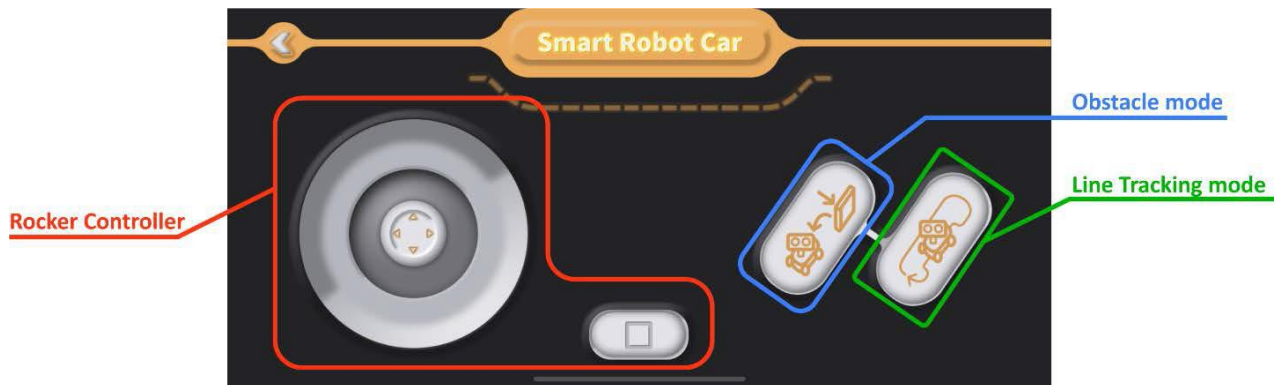 Smart Robot Car
Obstacle mode
Line Tracking mode
Rocker Controller